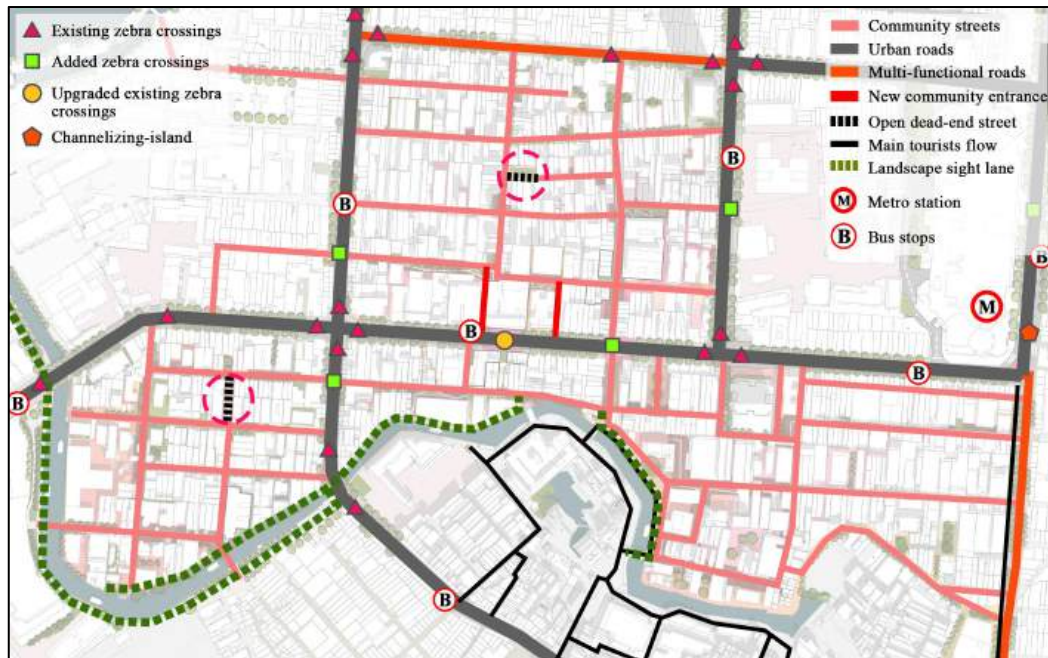 Existing zebra crossings
Added zebra crossings
Upgraded existing zebra
crossings
Channelizing-island
Community streets
Urban roads
Multi-functional roads
New community entrance
Open dead-end street
Main tourists flow
Landscape sight lane
M
Metro station
B
Bus stops
B
B
B
M
B
B
B
B